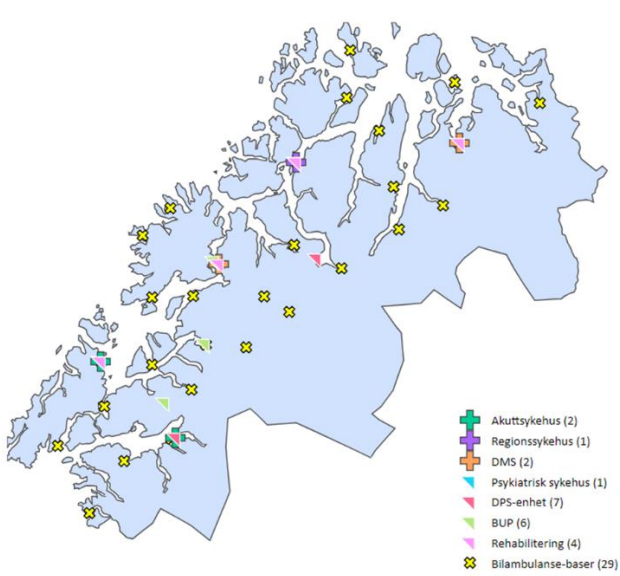 Akuttsykehus (2)
Regionssykehus (1)
DMS (2)
Psykiatrisk sykehus (1)
DPS-enhet (7)
BUP (6)
Rehabilitering (4)
Bilambulanse-baser (29)